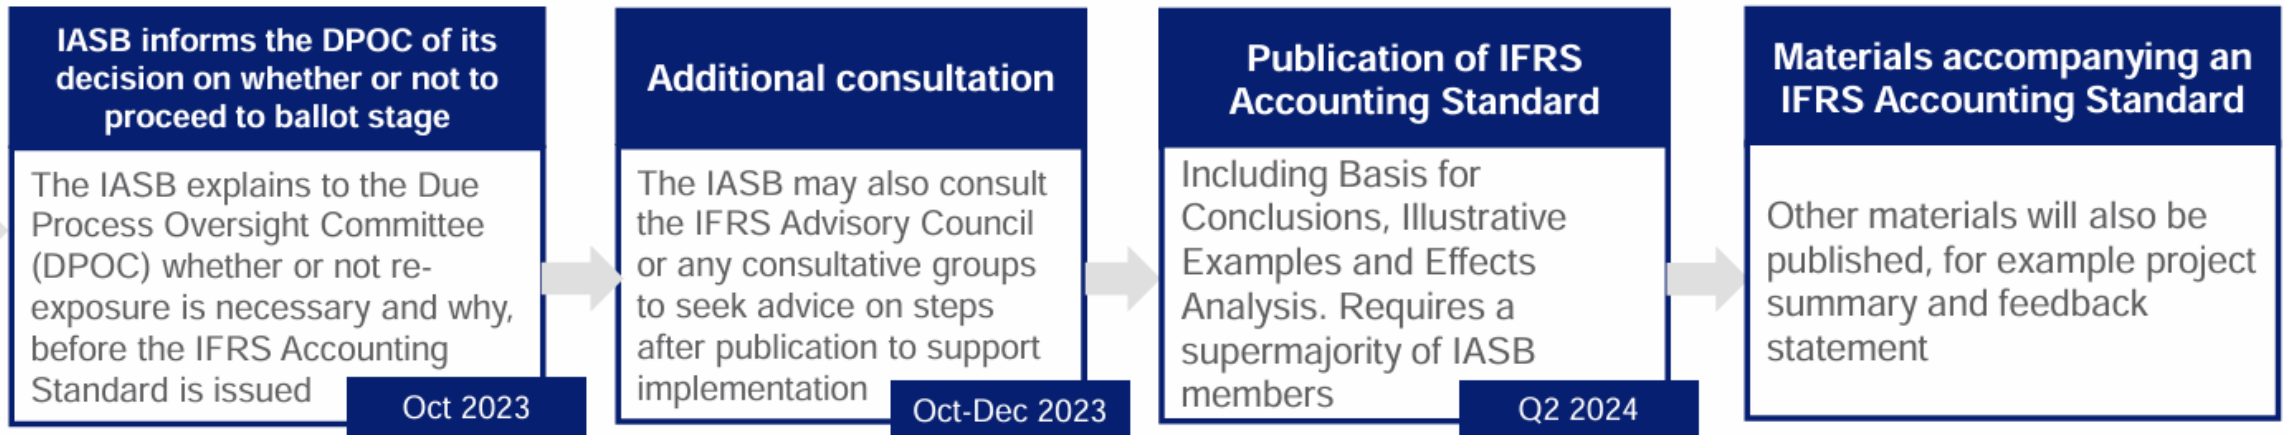 IASB informs the DPOC of its
decision on whether or not to
proceed to ballot stage
The IASB explains to the Due
Process Oversight Committee
(DPOC) whether or not re-
exposure is necessary and why,
before the IFRS Accounting
Standard is issued
Oct 2023
Additional consultation
The IASB may also consult
the IFRS Advisory Council
or any consultative groups
to seek advice on steps
after publication to support
implementation
Oct-Dec 2023
Publication of IFRS
Accounting Standard
Including Basis for
Conclusions, Illustrative
Examples and Effects
Analysis. Requires a
supermajority of IASB
members
Q2 2024
Materials accompanying an
IFRS Accounting Standard
Other materials will also be
published, for example project
summary and feedback
statement